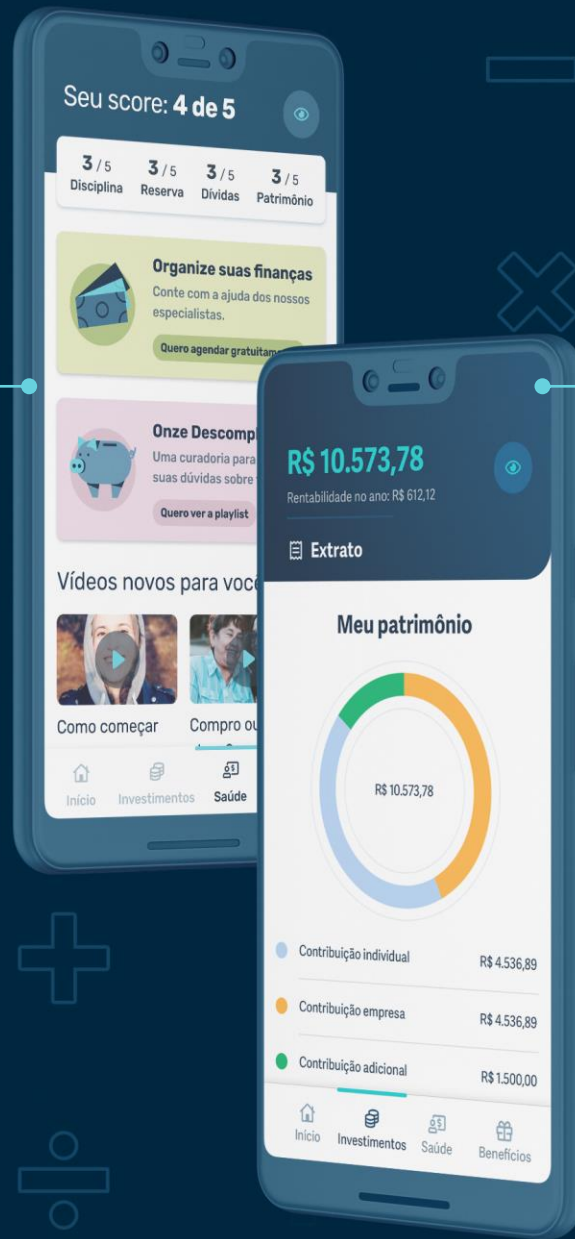 Seu score: 4 de 5
3 / 5
3 / 5
3 / 5
3 / 5
Disciplina
Reserva
Dívidas
Patrimônio
Organize suas finanças
Conte com a ajuda dos nossos
especialistas.
Quero agendar
Onze
Uma curadoria para
suas dúvidas sobre
Quero ver a playlist
Vídeos novos para você
Como começar
Compro
Início
Investimentos
Saúde
R$ 10.573,78
Rentabilidade no ano: R$ 612,12
Extrato
Meu patrimônio
R$ 10.573,78
Contribuição individual
R$ 4.536,89
Contribuição empresa
R$ 4.536,89
Contribuição adicional
R$ 1.500,00
Início
Investimentos
Saúde
Benefícios